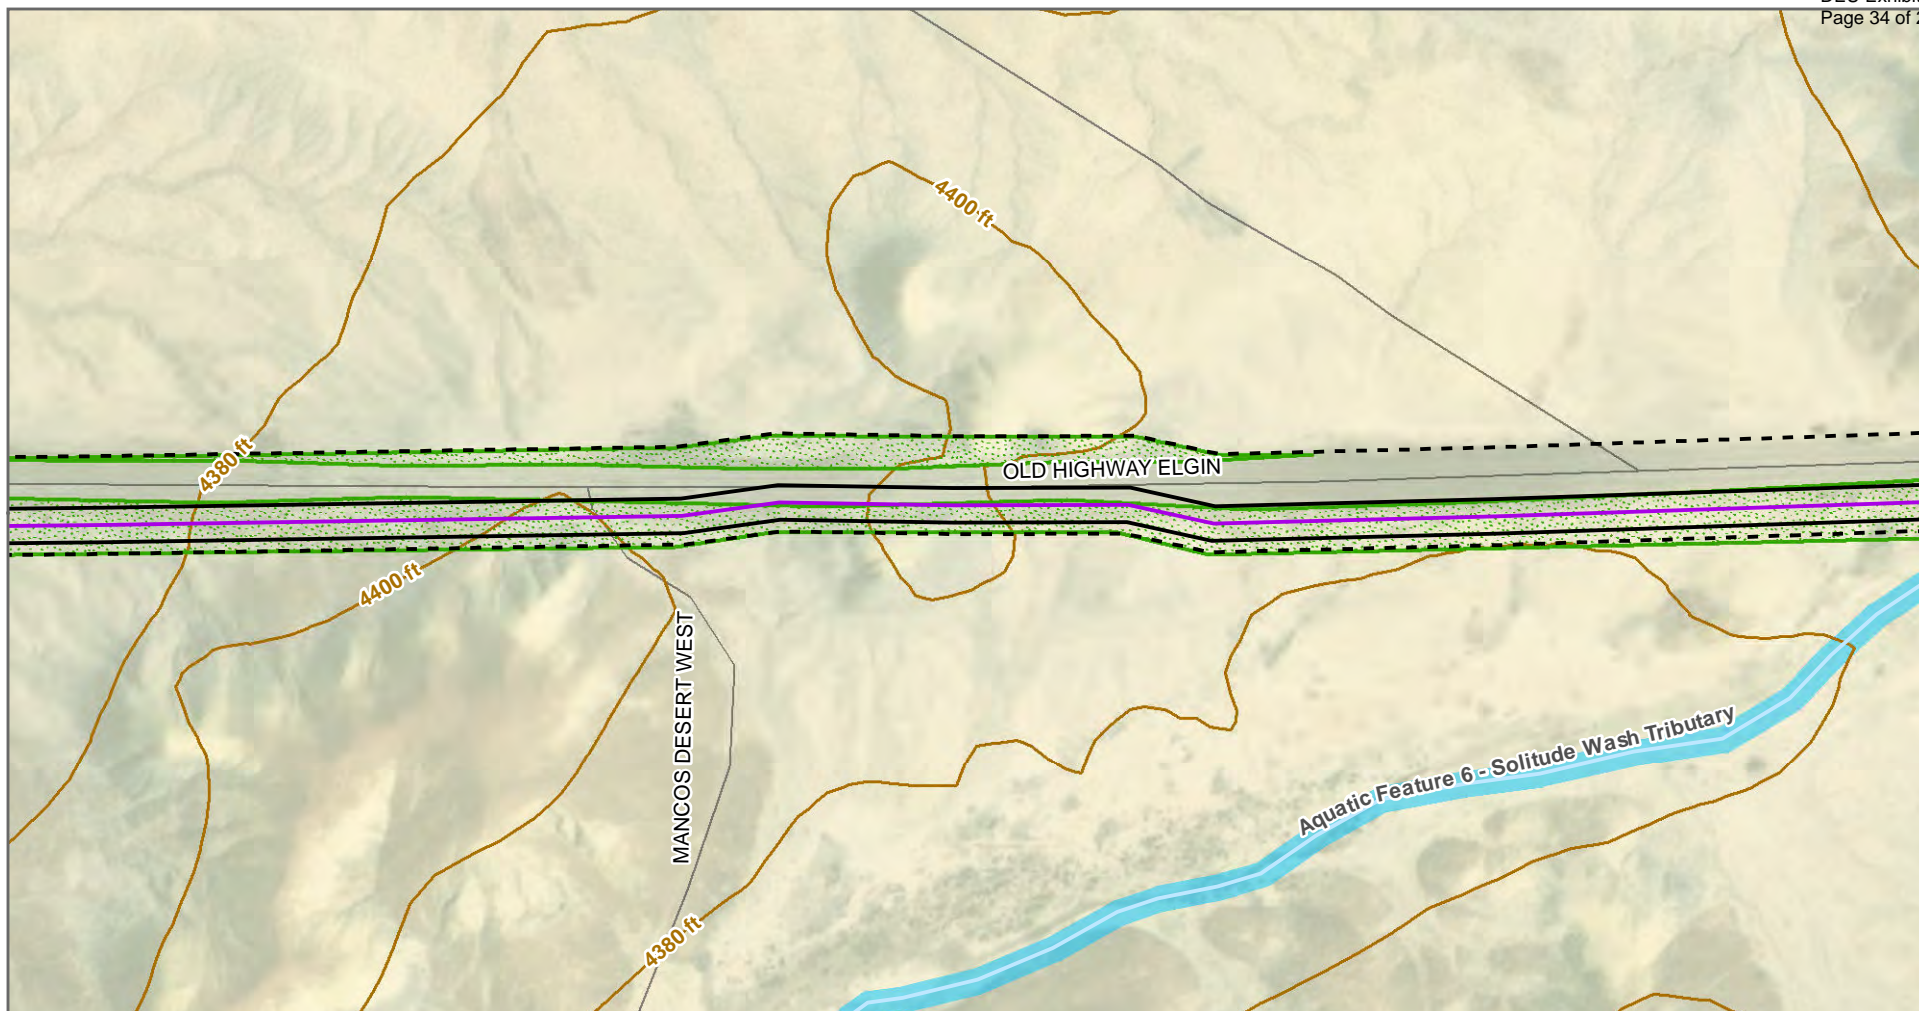 Page 34 of
4400 ft
4380 ft
OLD HIGHWAY ELGIN
4400 ft
MANCOS DESERT WEST
Aquatic Feature 6 - Solitude Wash Tributary
4380 ft